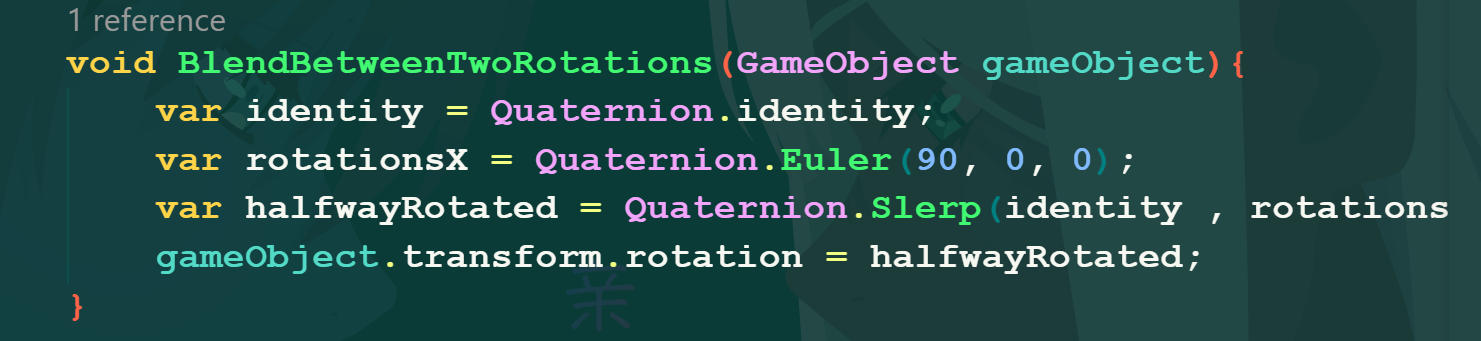 1 reference
void BlendBetweenTwoRotations(GameObject gameObject){
    var identity = Quaternion.identity;
    var rotationsX = Quaternion.Euler(90, 0, 0);
    var halfwayRotated = Quaternion.Slerp(identity , rotations
    gameObject.transform.rotation = halfwayRotated;
}
亲